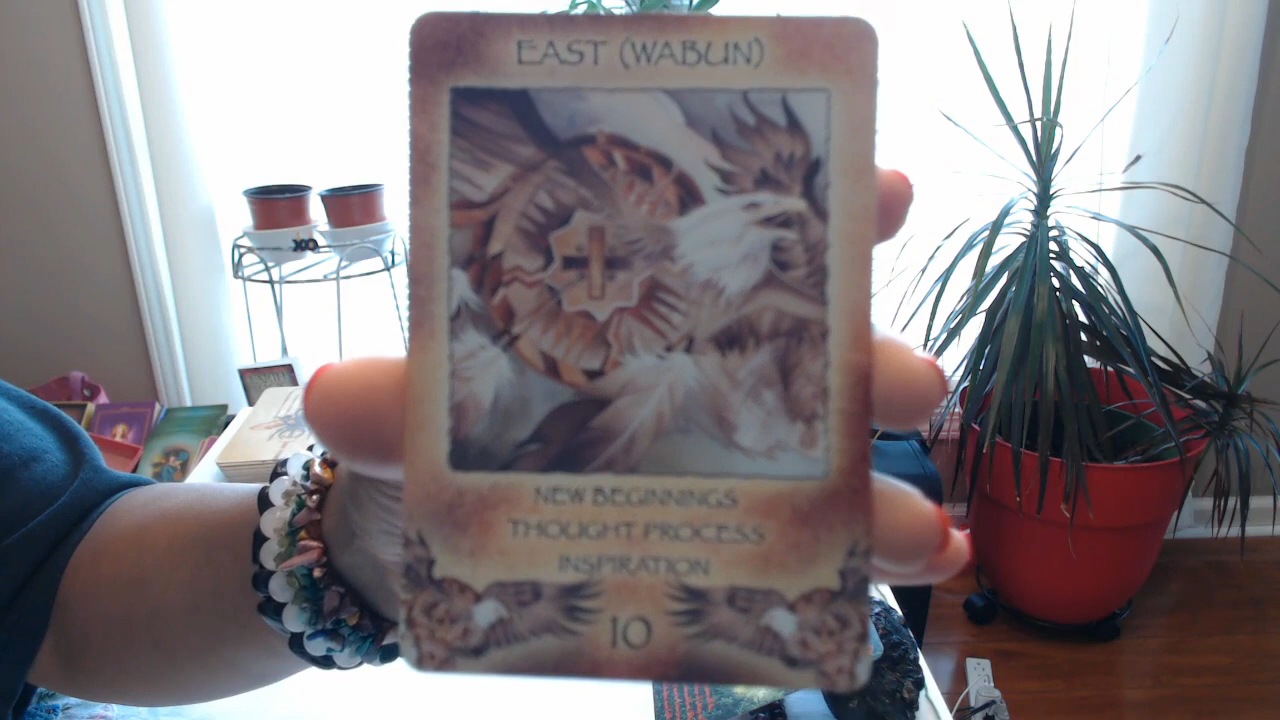 EAST (WABUN)
NEW BEGINNINGS
THOUGHT PROCESS
INSPIRATION
10